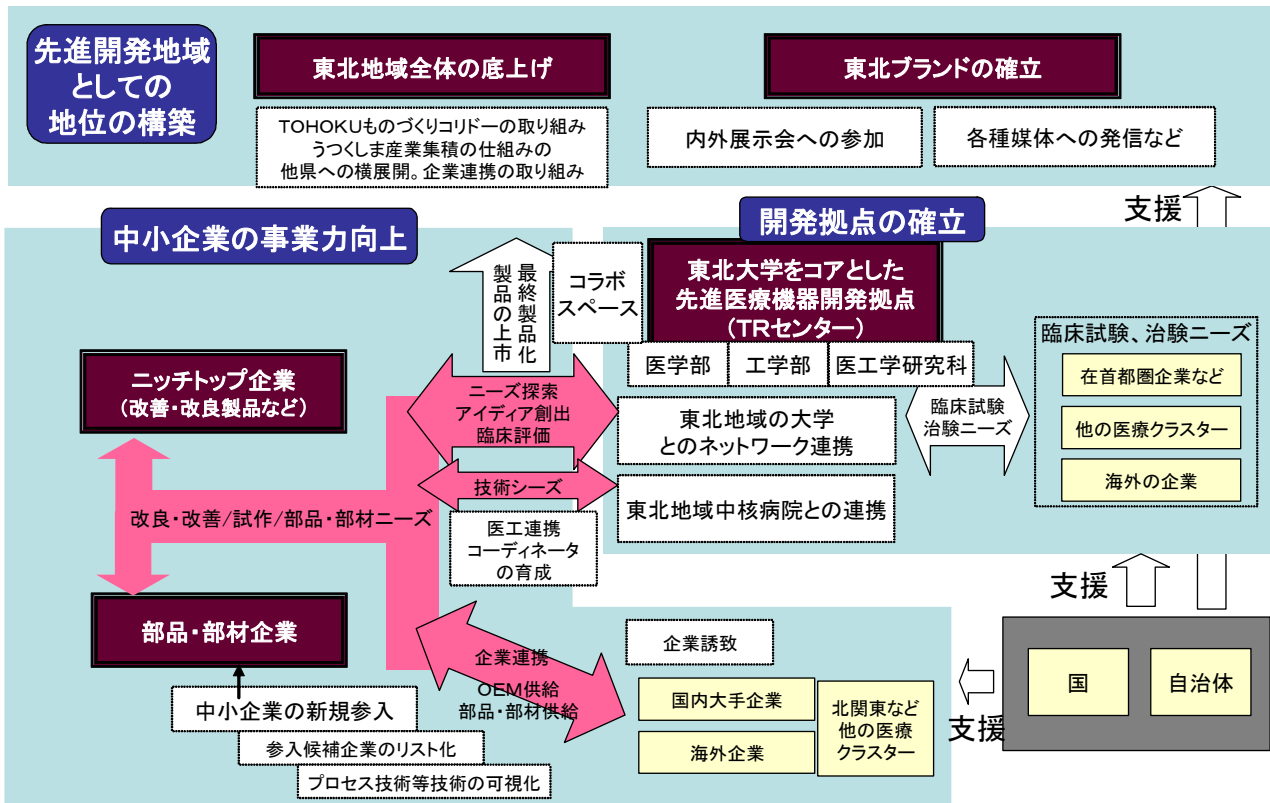 先進開発地域
としての
地位の構築
東北地域全体の底上げ
TOHOKUものづくりコリドーの取り組み
うつくしま産業集積の仕組みの
他県への横展開。企業連携の取り組み
東北ブランドの確立
内外展示会への参加
各種媒体への発信など
支援
中小企業の事業力向上
最終製品化
製品の上市
ニッチトップ企業
（改善・改良製品など）
改良・改善/試作/部品・部材ニーズ
部品・部材企業
中小企業の新規参入
参入候補企業のリスト化
プロセス技術等技術の可視化
ニーズ探索
アイディア創出
臨床評価
技術シーズ
医工連携
コーディネータ
の育成
開発拠点の確立
コラボ
スペース
東北大学をコアとした
先進医療機器開発拠点
（TRセンター）
医学部
工学部
医工学研究科
東北地域の大学
とのネットワーク連携
東北地域中核病院との連携
臨床試験
治験ニーズ
臨床試験、治験ニーズ
在首都圏企業など
他の医療クラスター
海外の企業
企業連携
OEM供給
部品・部材供給
企業誘致
国内大手企業
海外企業
北関東など
他の医療
クラスター
支援
支援
国
自治体